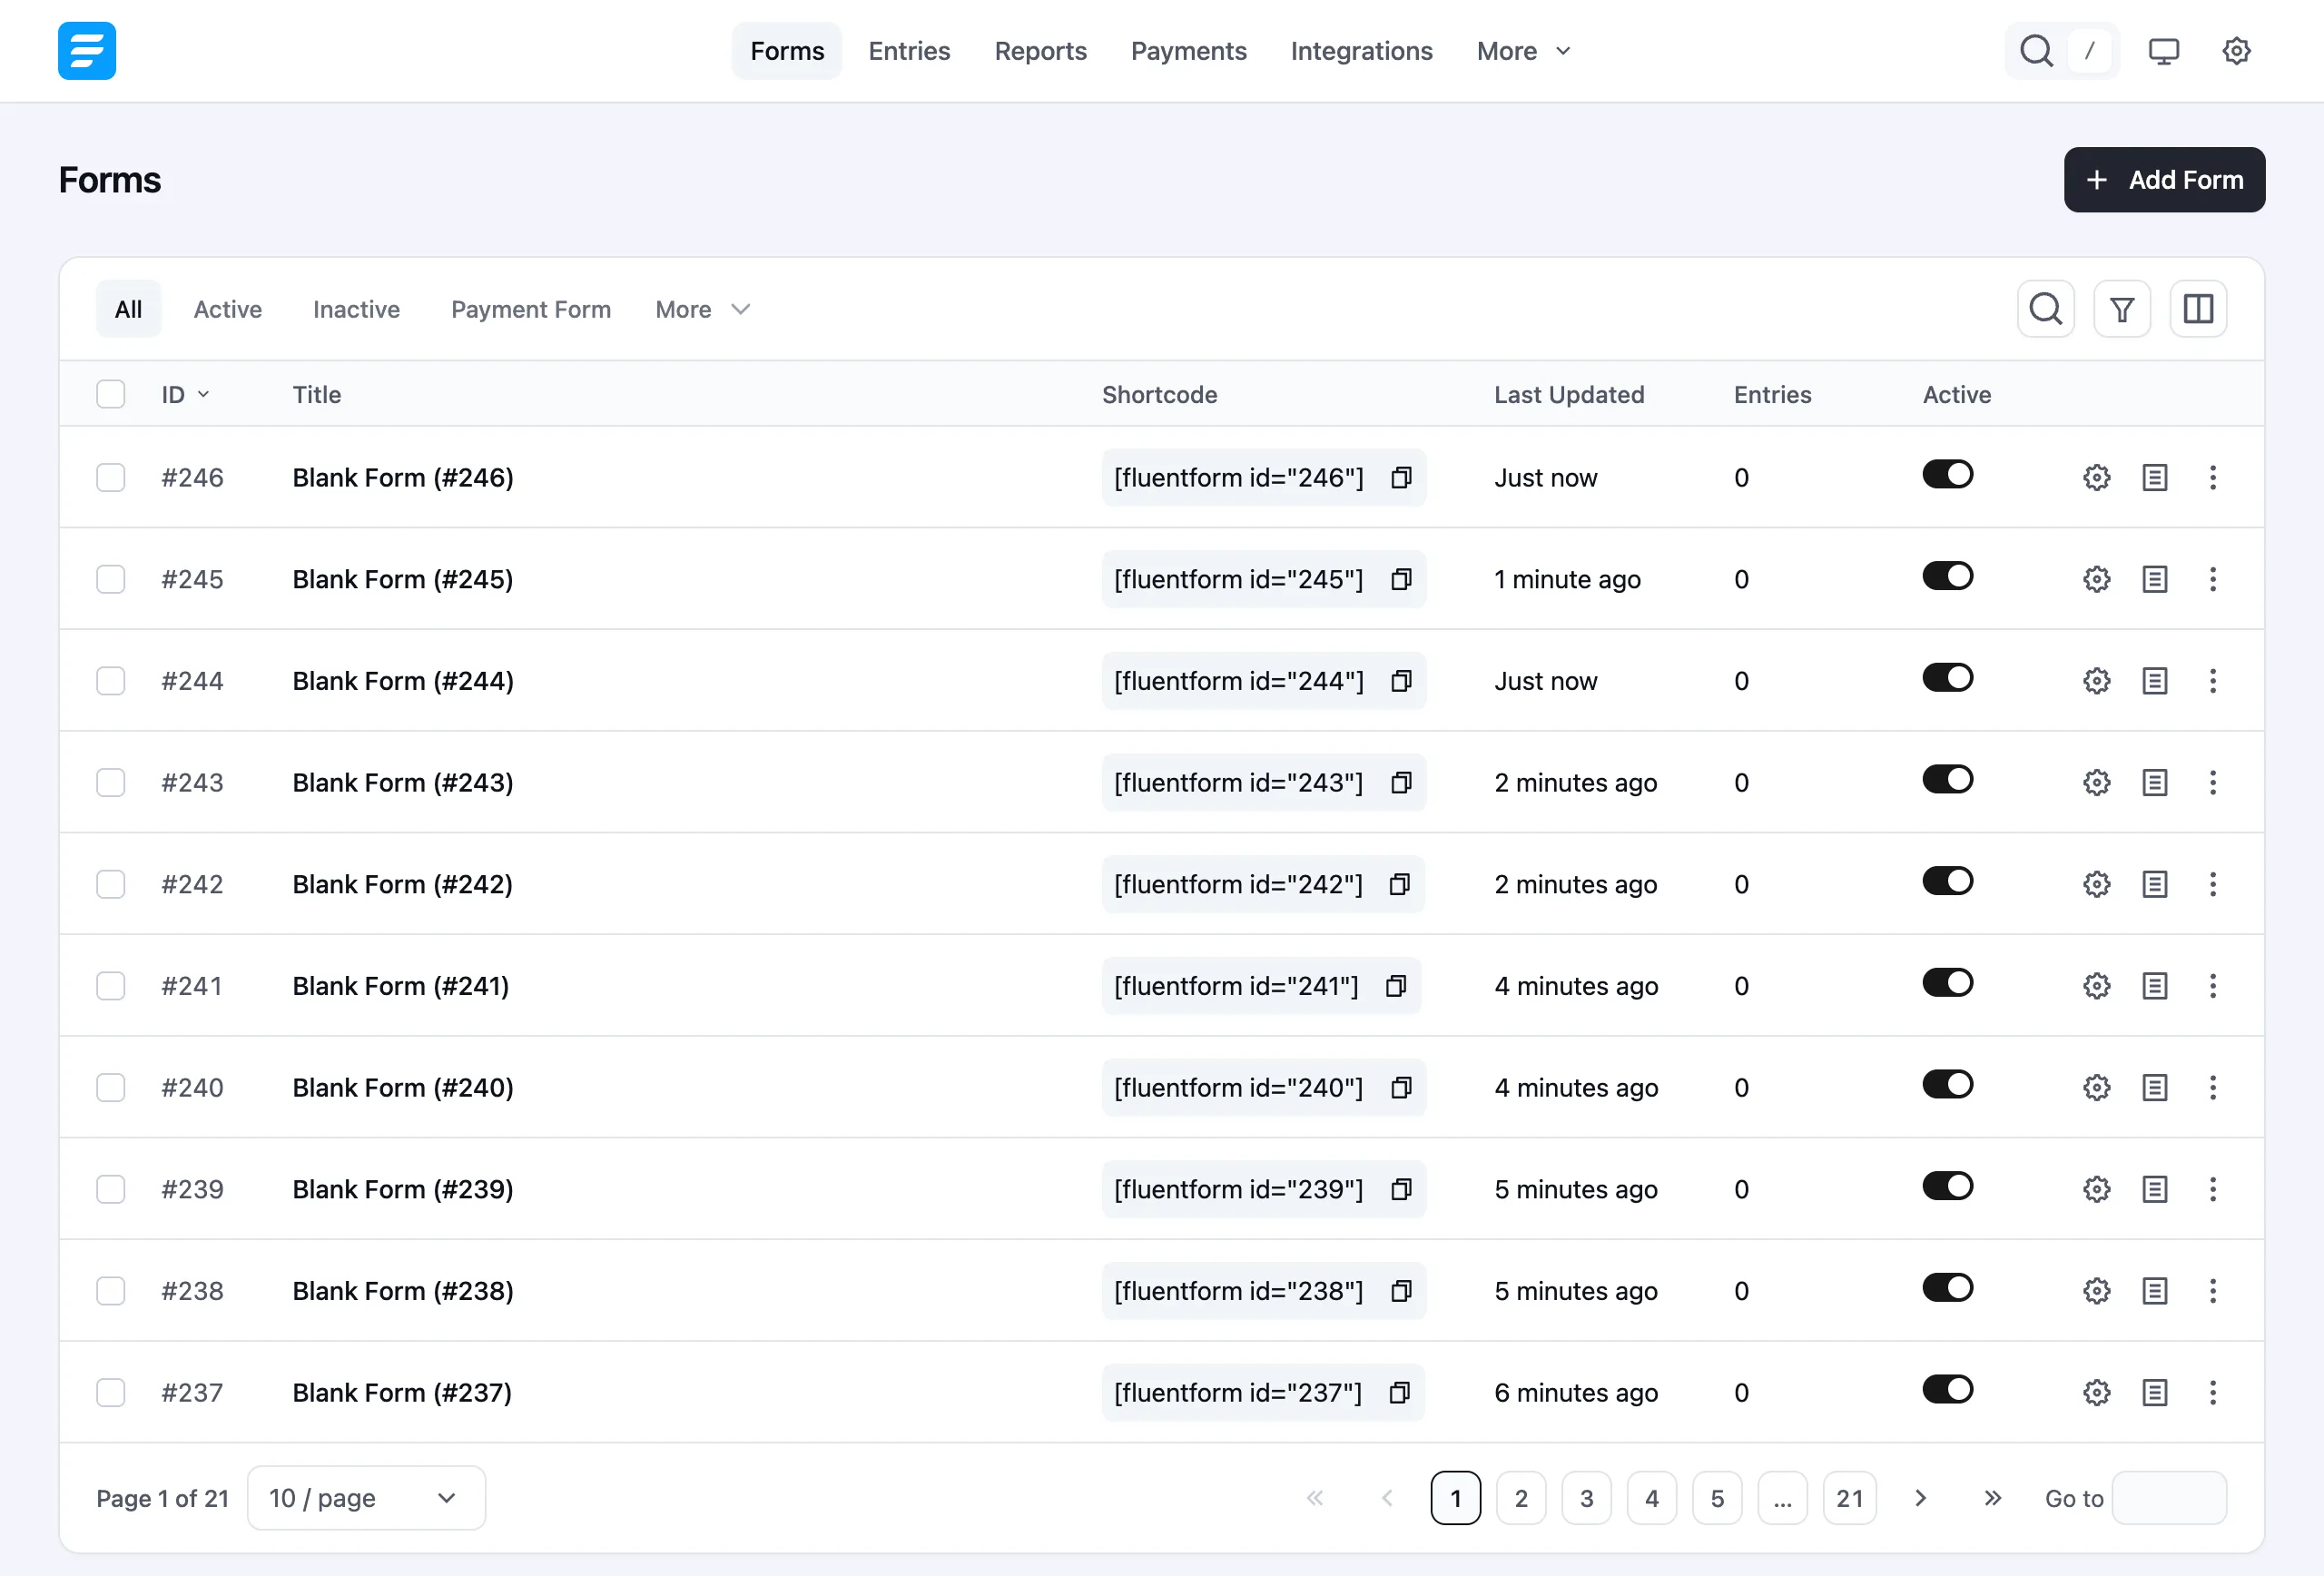 Forms Entries Reports Payments Integrations More /
Forms
+ Add Form
All Active Inactive Payment Form More
ID Title Shortcode Last Updated Entries Active
#246 Blank Form (#246) [fluentform id="246"] Just now 0
#245 Blank Form (#245) [fluentform id="245"] 1 minute ago 0
#244 Blank Form (#244) [fluentform id="244"] Just now 0
#243 Blank Form (#243) [fluentform id="243"] 2 minutes ago 0
#242 Blank Form (#242) [fluentform id="242"] 2 minutes ago 0
#241 Blank Form (#241) [fluentform id="241"] 4 minutes ago 0
#240 Blank Form (#240) [fluentform id="240"] 4 minutes ago 0
#239 Blank Form (#239) [fluentform id="239"] 5 minutes ago 0
#238 Blank Form (#238) [fluentform id="238"] 5 minutes ago 0
#237 Blank Form (#237) [fluentform id="237"] 6 minutes ago 0
Page 1 of 21 10 / page « ‹ 1 2 3 4 5 ... 21 › » Go to